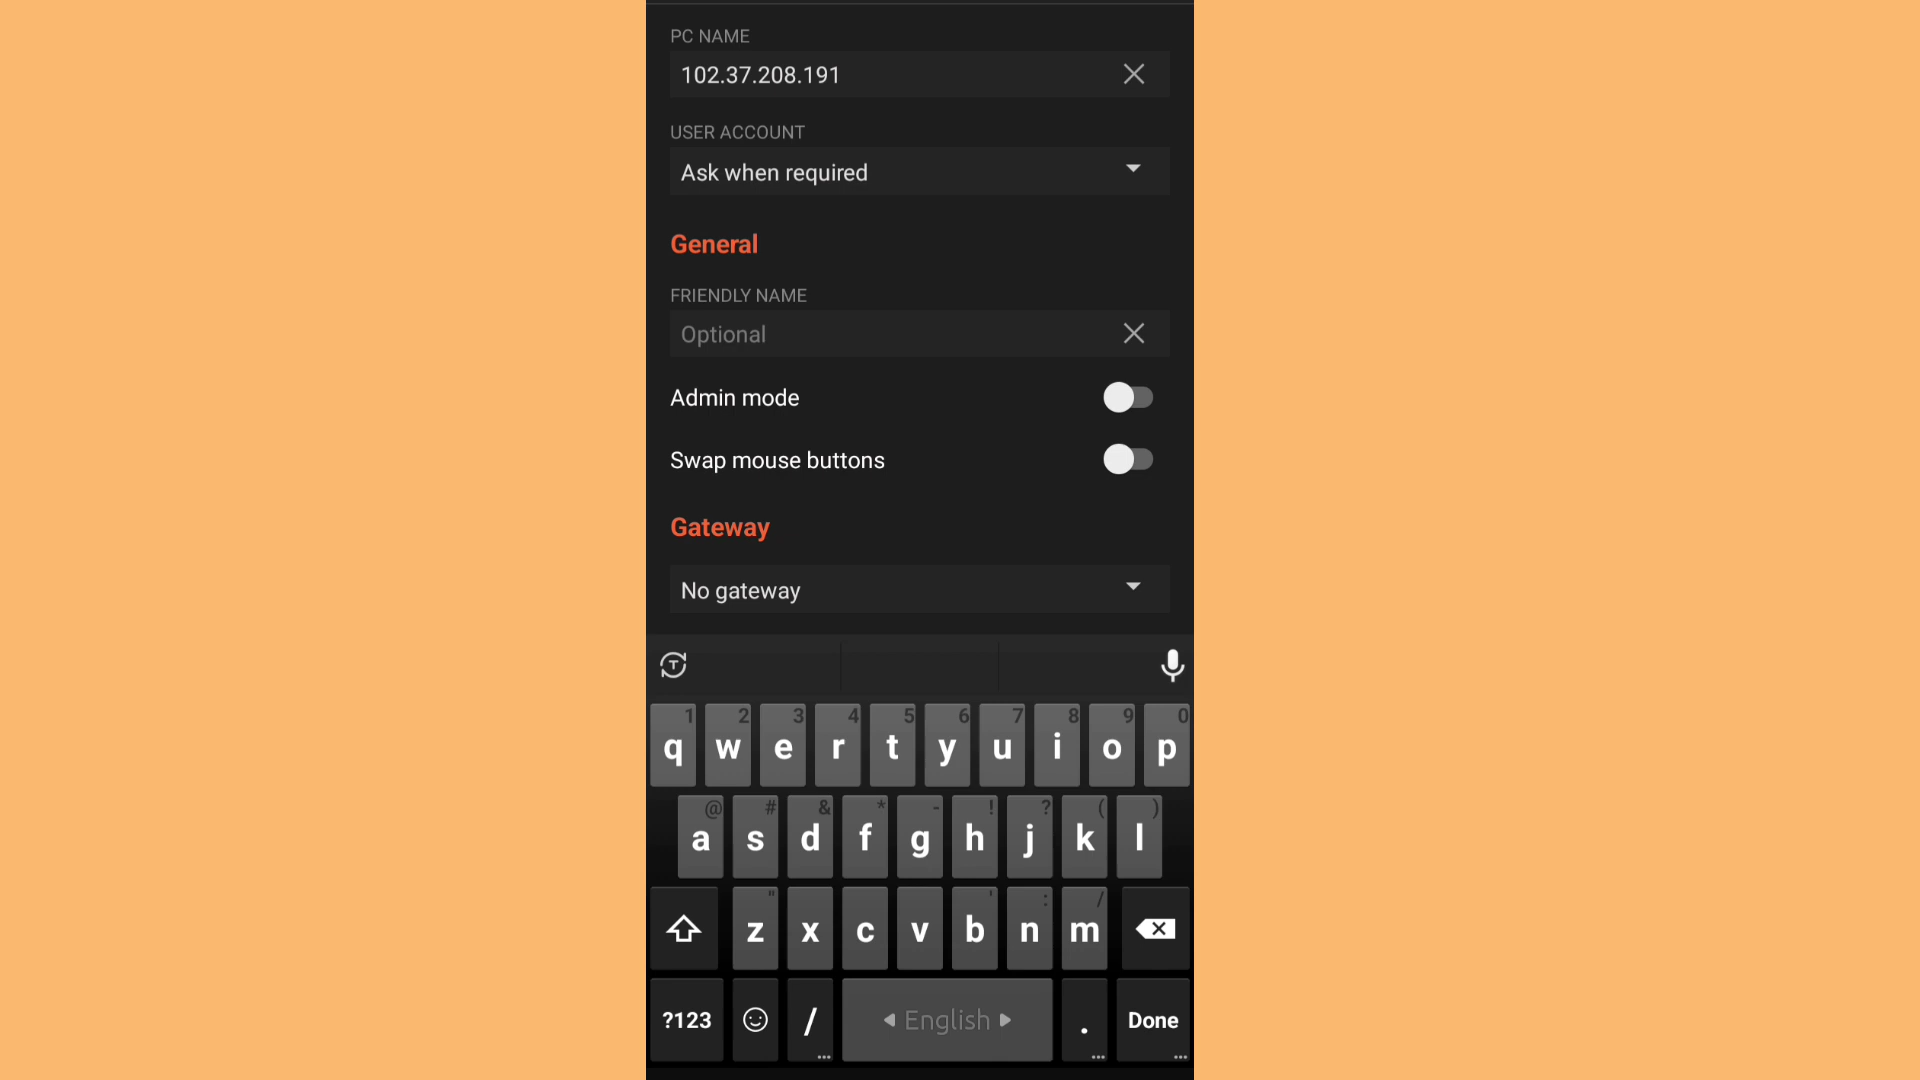 PC NAME
102.37.208.191
USER ACCOUNT
Ask when required
General
FRIENDLY NAME
Optional
Admin mode
Swap mouse buttons
Gateway
No gateway
T
1 2 3 4 5 6 7 8 9 0
q w e r t y u i o p
@ # & * - ! ? ( )
a s d f g h j k l
" ' : /
z x c v b n m
?123 / English . Done
... ... ...